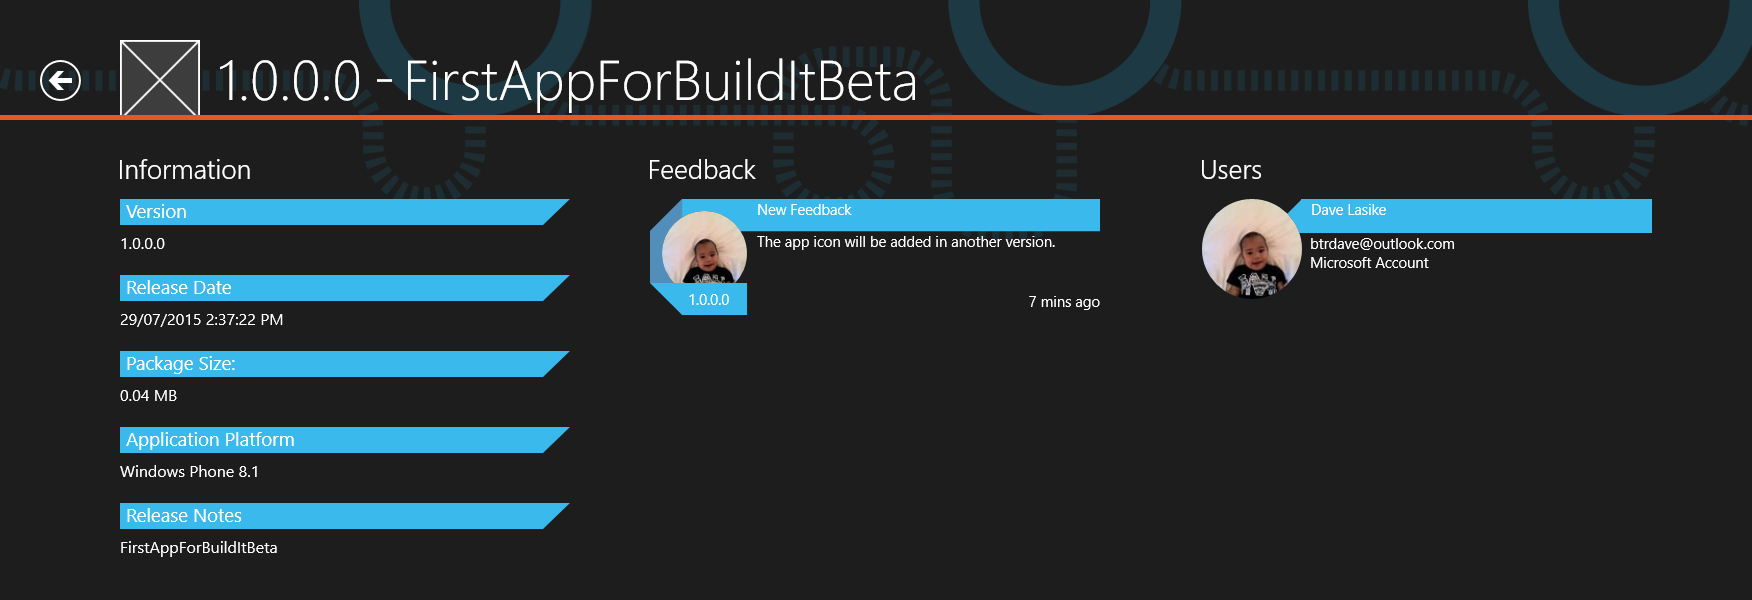 1.0.0.0 - FirstAppForBuildItBeta
Information
Version
1.0.0.0
Release Date
29/07/2015 2:37:22 PM
Package Size:
0.04 MB
Application Platform
Windows Phone 8.1
Release Notes
FirstAppForBuildItBeta
Feedback
New Feedback
The app icon will be added in another version.
1.0.0.0
7 mins ago
Users
Dave Lasike
btrdave@outlook.com
Microsoft Account